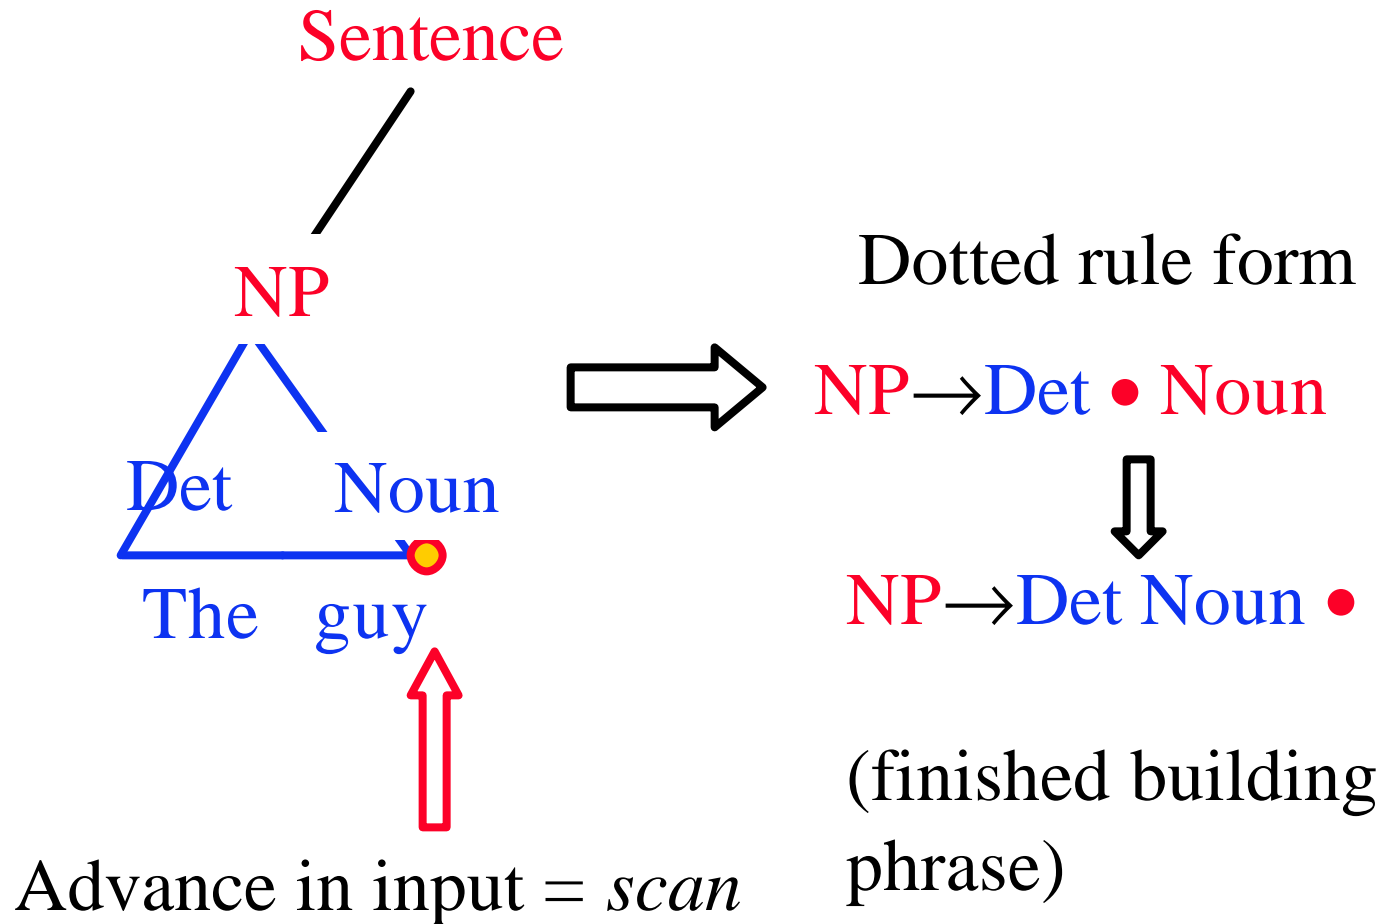 Sentence
NP
Det Noun
The guy
Advance in input = scan
Dotted rule form
NP→Det • Noun
NP→Det Noun •
(finished building
phrase)